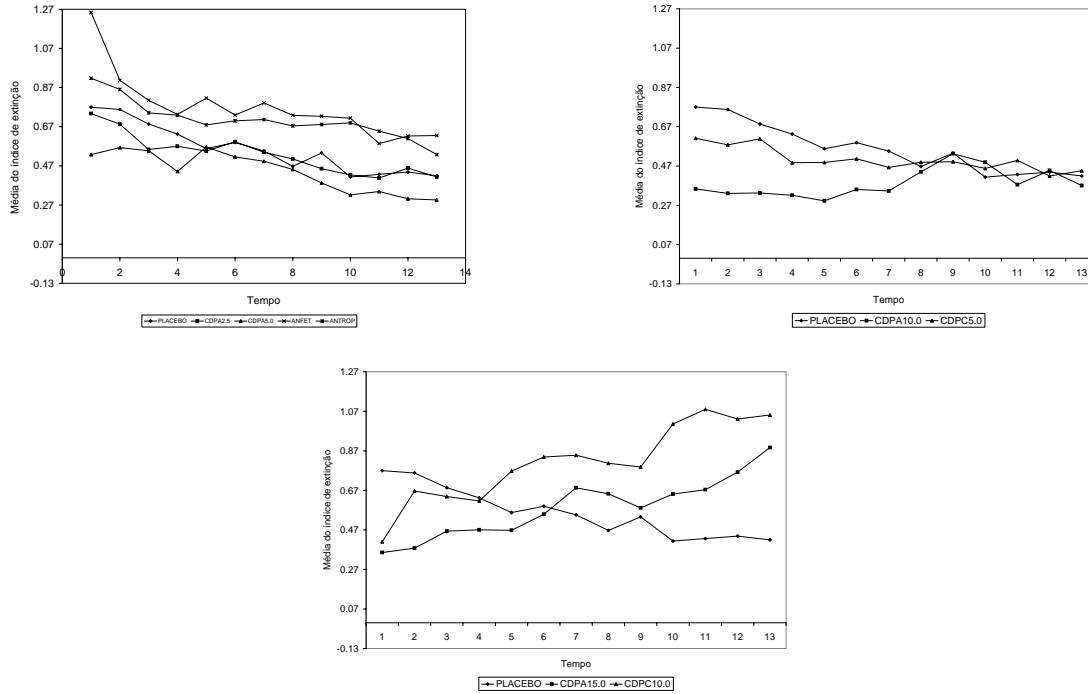 1.27
1.07
0.87
0.67
0.47
0.27
0.07
-0.13
Média do índice de extinção
0 2 4 6 8 10 12 14
Tempo
PLACEBO CDPA2.5 CDPA5.0 ANFET ANTROP
1.27
1.07
0.87
0.67
0.47
0.27
0.07
-0.13
Média do índice de extinção
1 2 3 4 5 6 7 8 9 10 11 12 13
Tempo
PLACEBO CDPA10.0 CDPC5.0
1.27
1.07
0.87
0.67
0.47
0.27
0.07
-0.13
Média do índice de extinção
1 2 3 4 5 6 7 8 9 10 11 12 13
Tempo
PLACEBO CDPA15.0 CDPC10.0